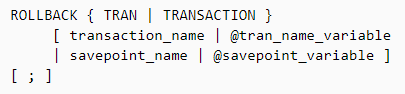 ROLLBACK { TRAN | TRANSACTION }
     [ transaction_name | @tran_name_variable
     | savepoint_name | @savepoint_variable ]
[ ; ]